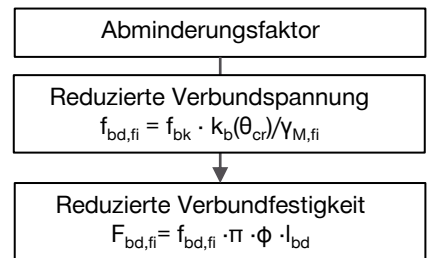 Abminderungsfaktor
Reduzierte Verbundspannung
f_bd,fi = f_bk · k_b(θ_cr)/γ_M,fi
Reduzierte Verbundfestigkeit
F_bd,fi = f_bd,fi ·π ·ϕ ·l_bd